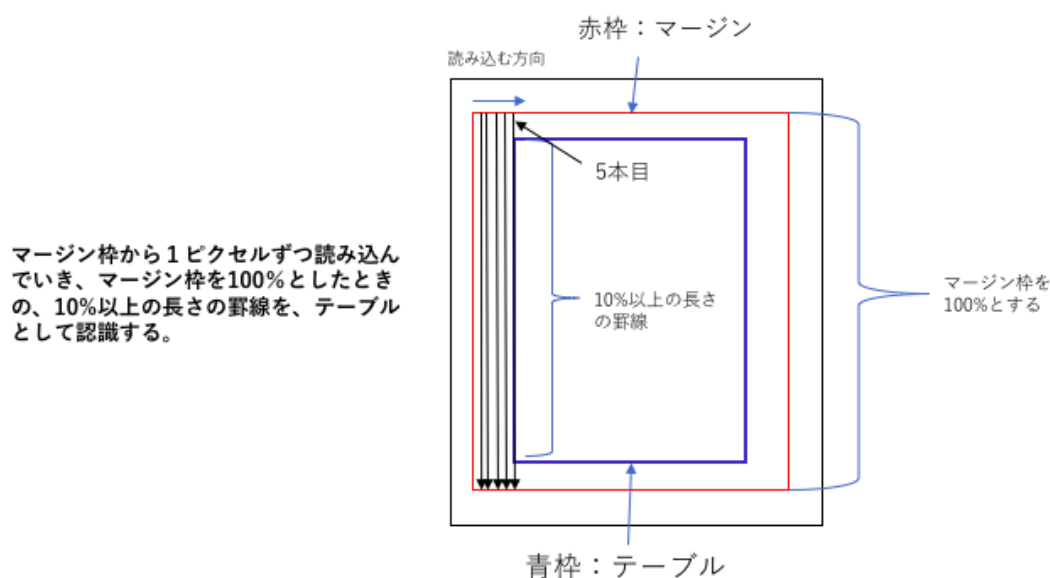 赤枠：マージン
読み込む方向
5本目
マージン枠から１ピクセルずつ読み込ん
でいき、マージン枠を100%としたとき
の、10%以上の長さの罫線を、テーブル
として認識する。
10%以上の長さ
の罫線
マージン枠を
100%とする
青枠：テーブル